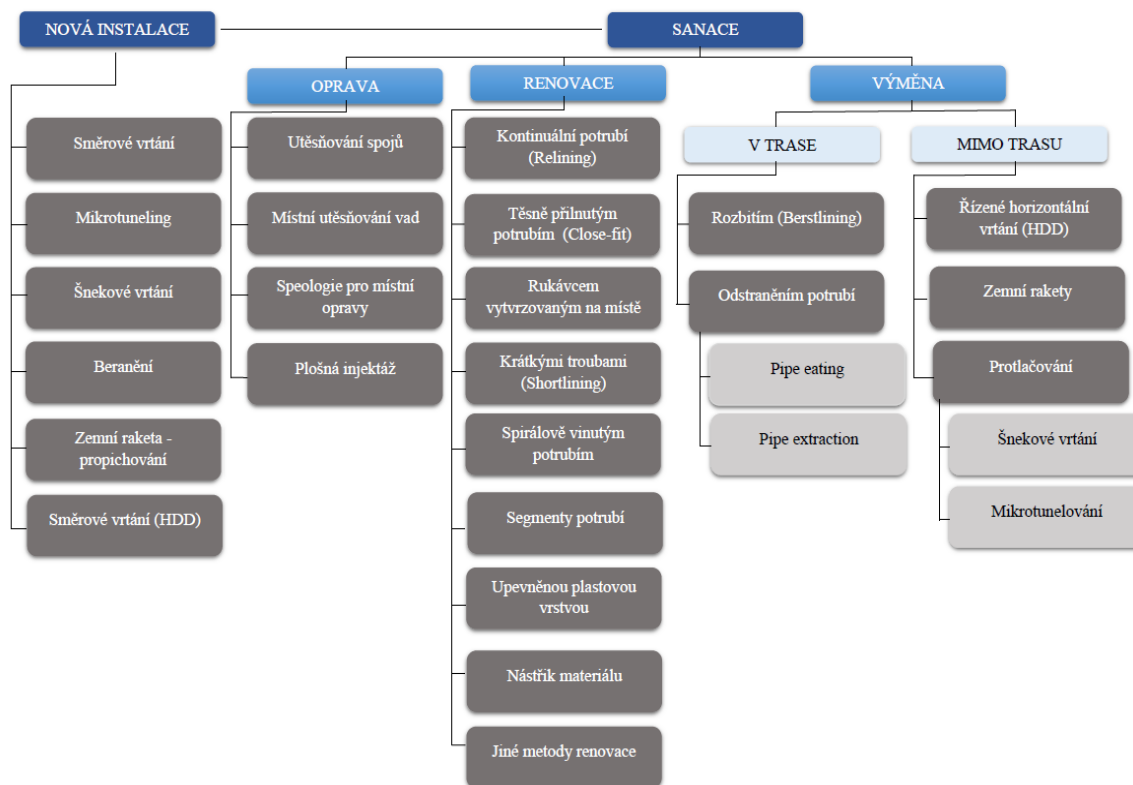 NOVÁ INSTALACE
SANACE
OPRAVA
RENOVACE
VÝMĚNA
V TRASE
MIMO TRASU
Směrové vrtání
Mikrotuneling
Šnekové vrtání
Beranění
Zemní raketa -
propichování
Směrové vrtání (HDD)
Utěsňování spojů
Místní utěsňování vad
Speologie pro místní
opravy
Plošná injektáž
Kontinuální potrubí
(Relining)
Těsně přilnutým
potrubím (Close-fit)
Rukávcem
vytvrzovaným na místě
Krátkými troubami
(Shortlining)
Spirálově vinutým
potrubím
Segmenty potrubí
Upevněnou plastovou
vrstvou
Nástřik materiálu
Jiné metody renovace
Rozbitím (Berstlining)
Odstraněním potrubí
Pipe eating
Pipe extraction
Řízené horizontální
vrtání (HDD)
Zemní rakety
Protlačování
Šnekové vrtání
Mikrotunelování